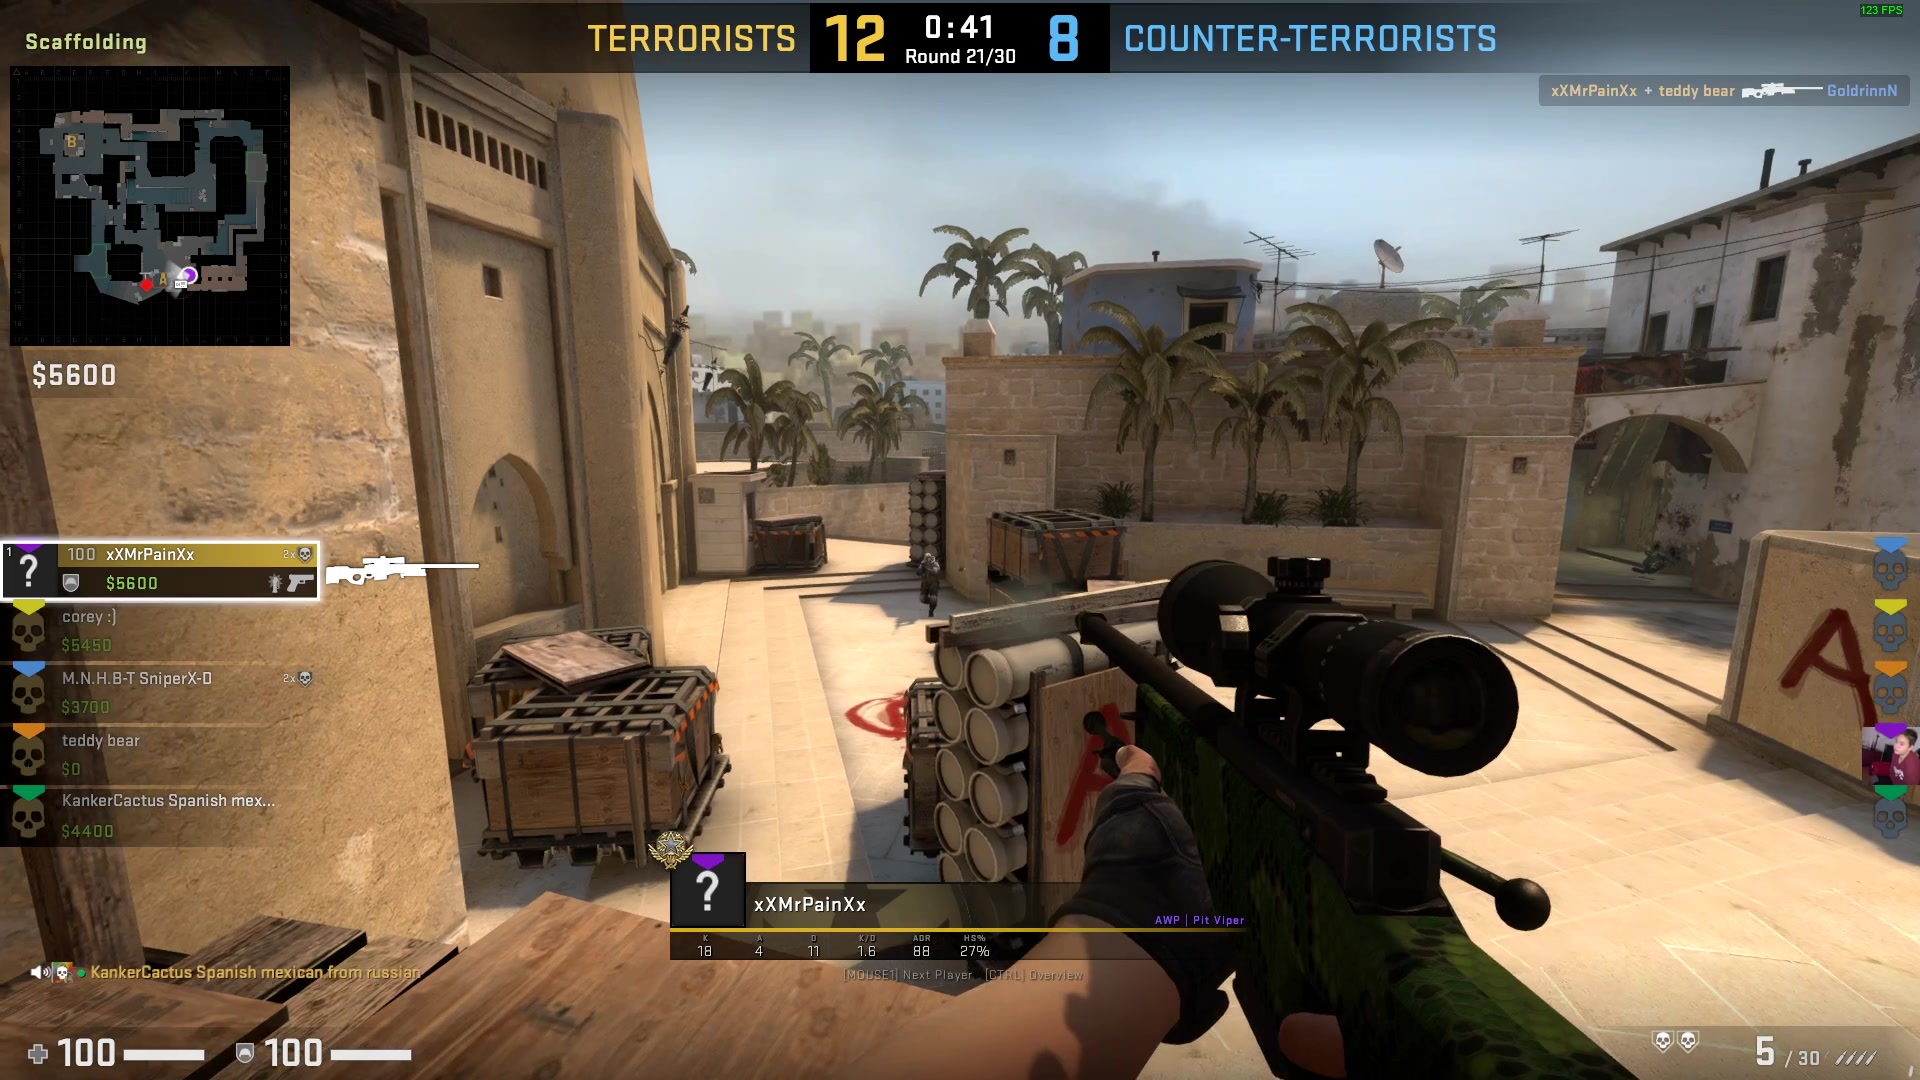 123 FPS
Scaffolding
TERRORISTS 12 0:41 8 COUNTER-TERRORISTS
Round 21/30
xXMrPainXx + teddy bear GoldrinnN
B
A
$5600
1 ? 100 xXMrPainXx 2x
$5600
corey :)
$5450
M.N.H.B-T SniperX-D 2x
$3700
teddy bear
$0
KankerCactus Spanish mex...
$4400
A
A
? xXMrPainXx
AWP | Pit Viper
K A D K/D ADR HS%
18 4 11 1.6 88 27%
[MOUSE1] Next Player [CTRL] Overview
KankerCactus Spanish mexican from russian
100 100
5 / 30